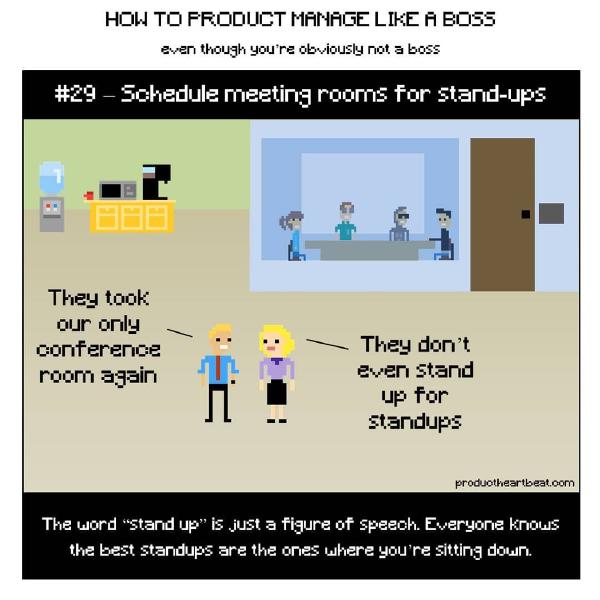 HOW TO PRODUCT MANAGE LIKE A BOSS
even though you're obviously not a boss
#29 – Schedule meeting rooms for stand-ups
They took
our only
conference
room again
They don't
even stand
up for
standups
productheartbeat.com
The word “stand up” is just a figure of speech. Everyone knows
the best standups are the ones where you're sitting down.